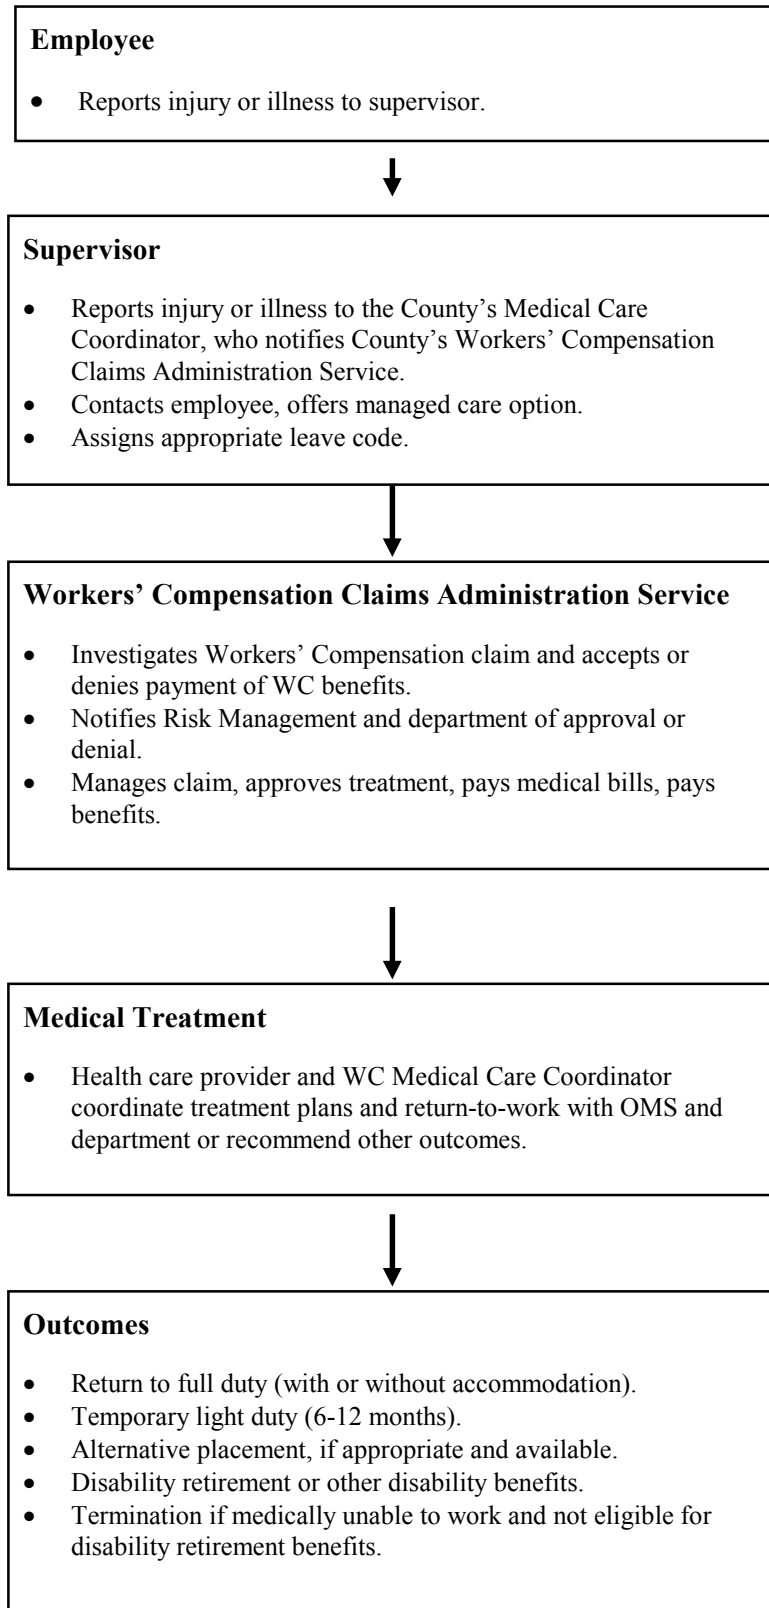 Employee
• Reports injury or illness to supervisor.
Supervisor
• Reports injury or illness to the County’s Medical Care
Coordinator, who notifies County’s Workers’ Compensation
Claims Administration Service.
• Contacts employee, offers managed care option.
• Assigns appropriate leave code.
Workers’ Compensation Claims Administration Service
• Investigates Workers’ Compensation claim and accepts or
denies payment of WC benefits.
• Notifies Risk Management and department of approval or
denial.
• Manages claim, approves treatment, pays medical bills, pays
benefits.
Medical Treatment
• Health care provider and WC Medical Care Coordinator
coordinate treatment plans and return-to-work with OMS and
department or recommend other outcomes.
Outcomes
• Return to full duty (with or without accommodation).
• Temporary light duty (6-12 months).
• Alternative placement, if appropriate and available.
• Disability retirement or other disability benefits.
• Termination if medically unable to work and not eligible for
disability retirement benefits.